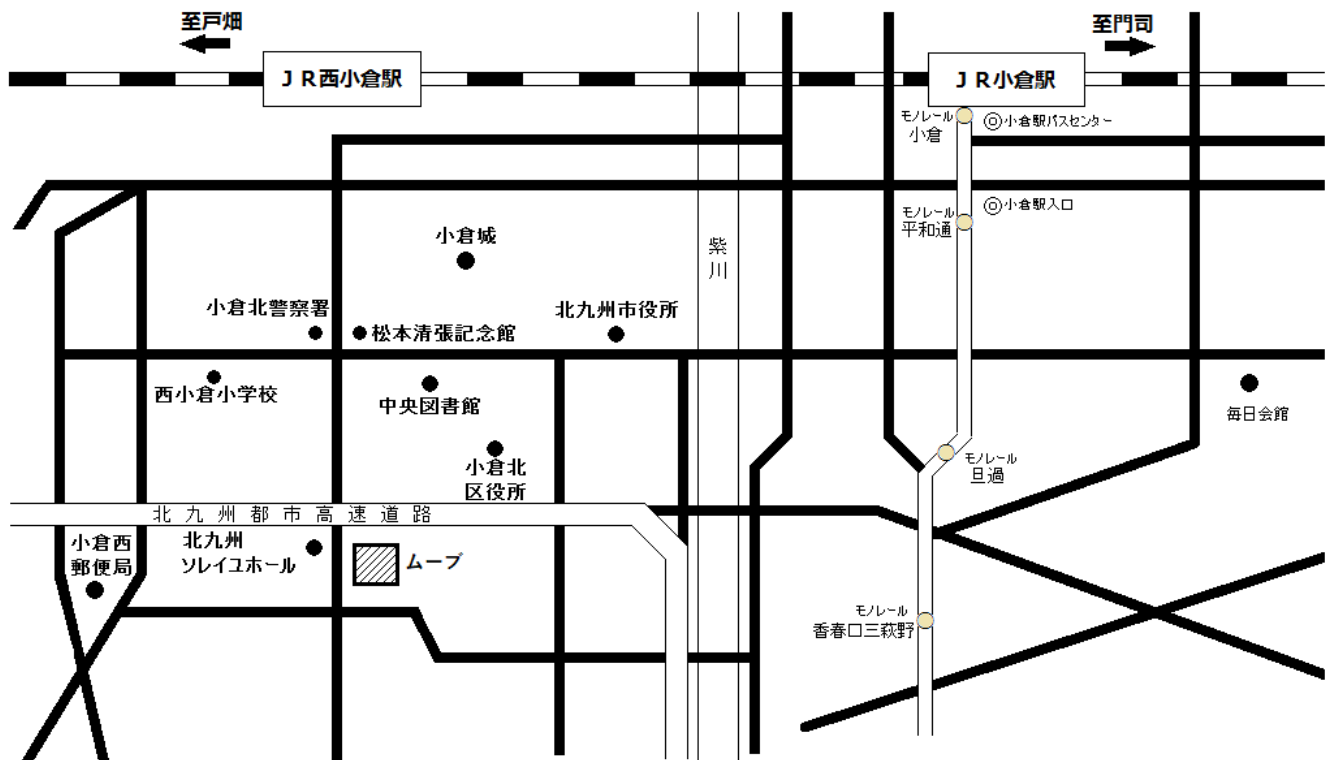 至戸畑
至門司
ＪＲ西小倉駅
ＪＲ小倉駅
モノレール
小倉
小倉駅バスセンター
小倉駅入口
モノレール
平和通
小倉城
紫
川
小倉北警察署
松本清張記念館
北九州市役所
西小倉小学校
中央図書館
毎日会館
小倉北
区役所
モノレール
旦過
北九州都市高速道路
小倉西
郵便局
北九州
ソレイユホール
ムーブ
モノレール
香春口三萩野